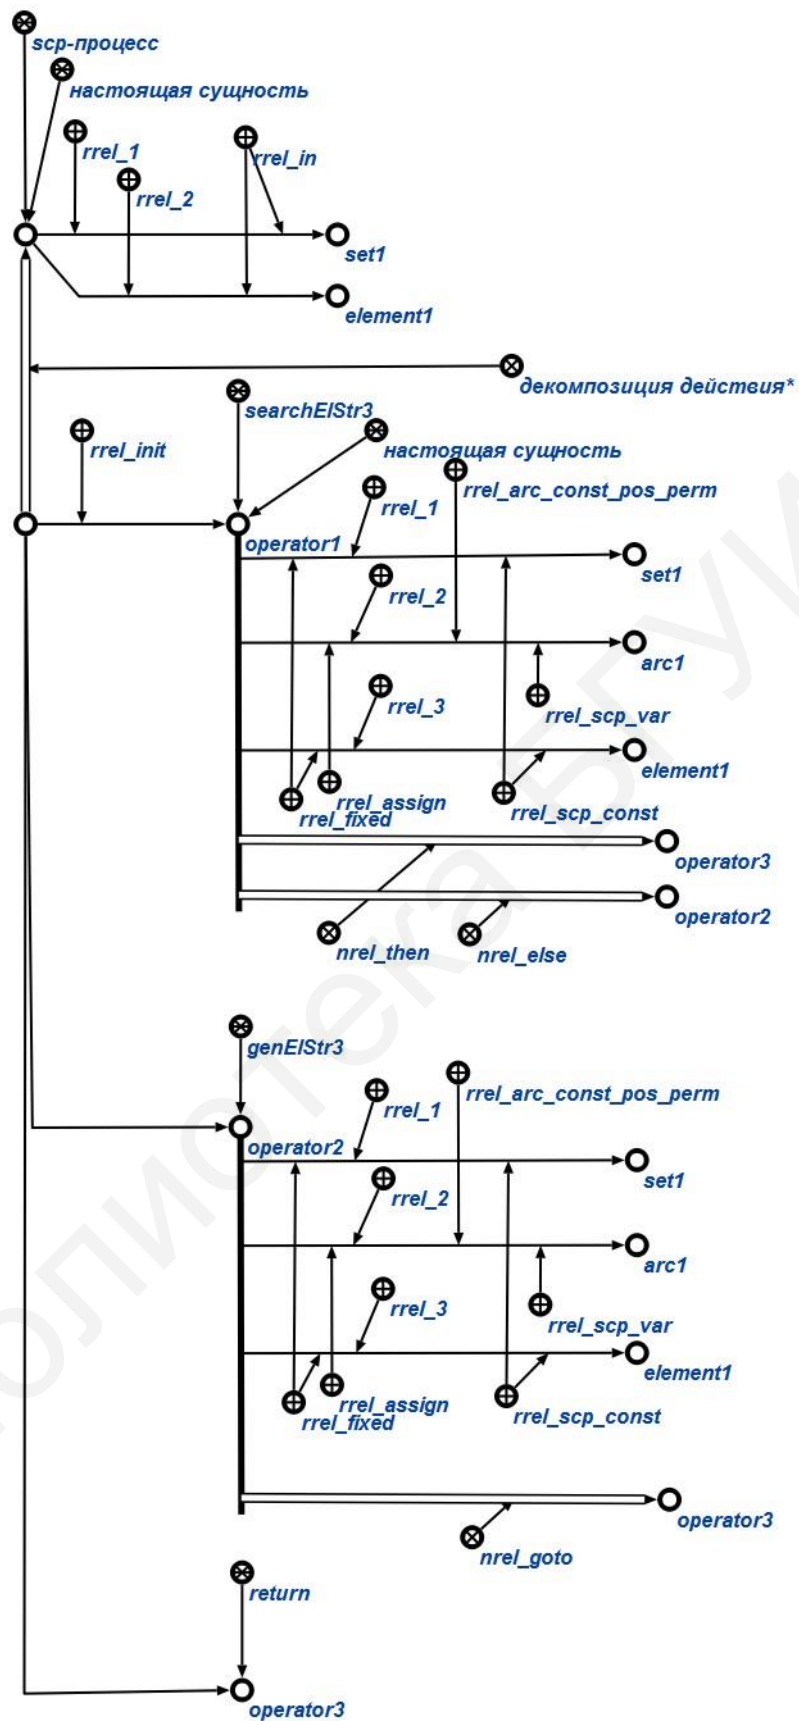 scp-процесс
настоящая сущность
rrel_1
rrel_in
rrel_2
set1
element1
декомпозиция действия*
searchElStr3
rrel_init
настоящая сущность
rrel_arc_const_pos_perm
rrel_1
operator1
set1
rrel_2
arc1
rrel_3
rrel_scp_var
element1
rrel_assign
rrel_fixed
rrel_scp_const
operator3
operator2
nrel_then
nrel_else
genElStr3
rrel_arc_const_pos_perm
rrel_1
operator2
set1
rrel_2
arc1
rrel_3
rrel_scp_var
element1
rrel_assign
rrel_fixed
rrel_scp_const
operator3
nrel_goto
return
operator3